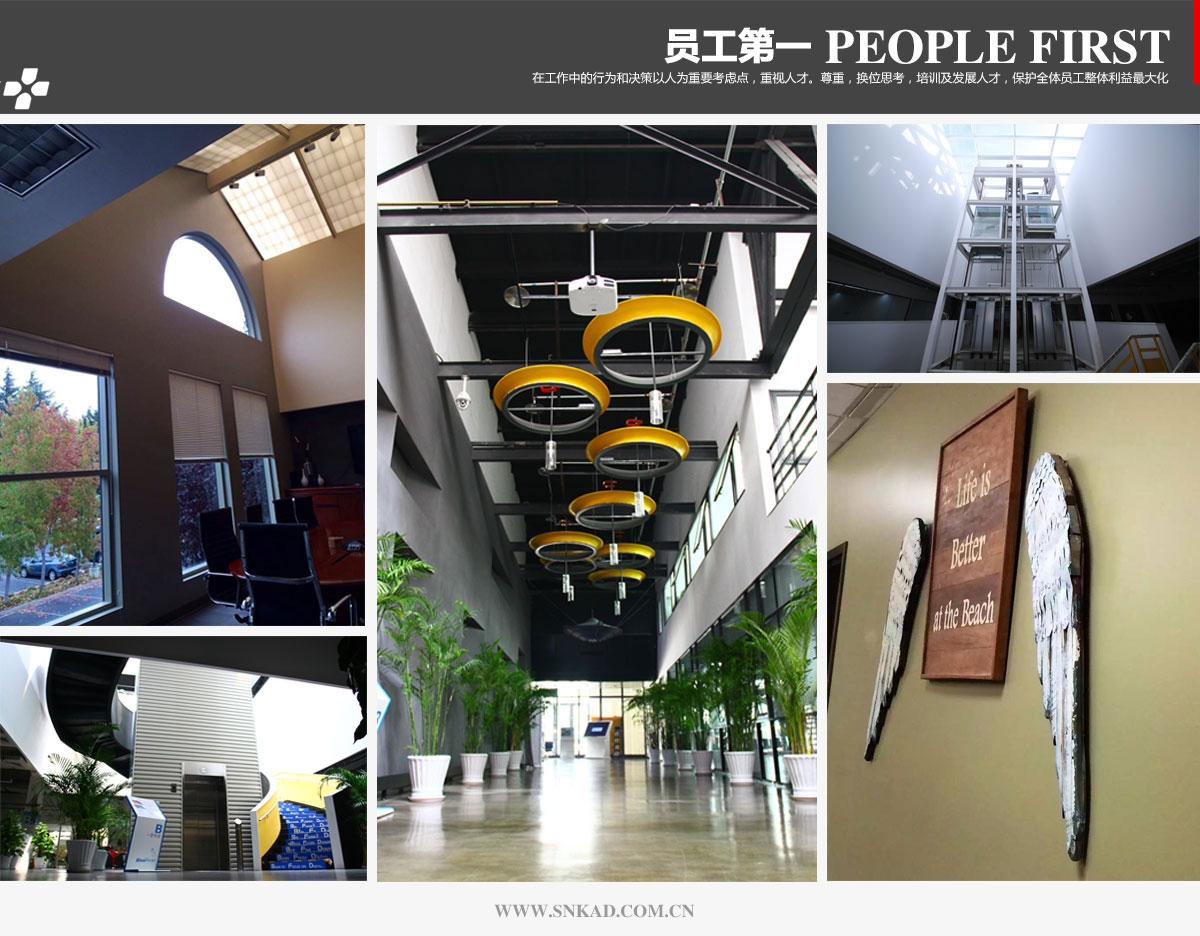 员工第一 PEOPLE FIRST
在工作中的行为和决策以人为重要考虑点，重视人才。尊重，换位思考，培训及发展人才，保护全体员工整体利益最大化
Life is
Better
at the Beach
B
WWW.SNKAD.COM.CN